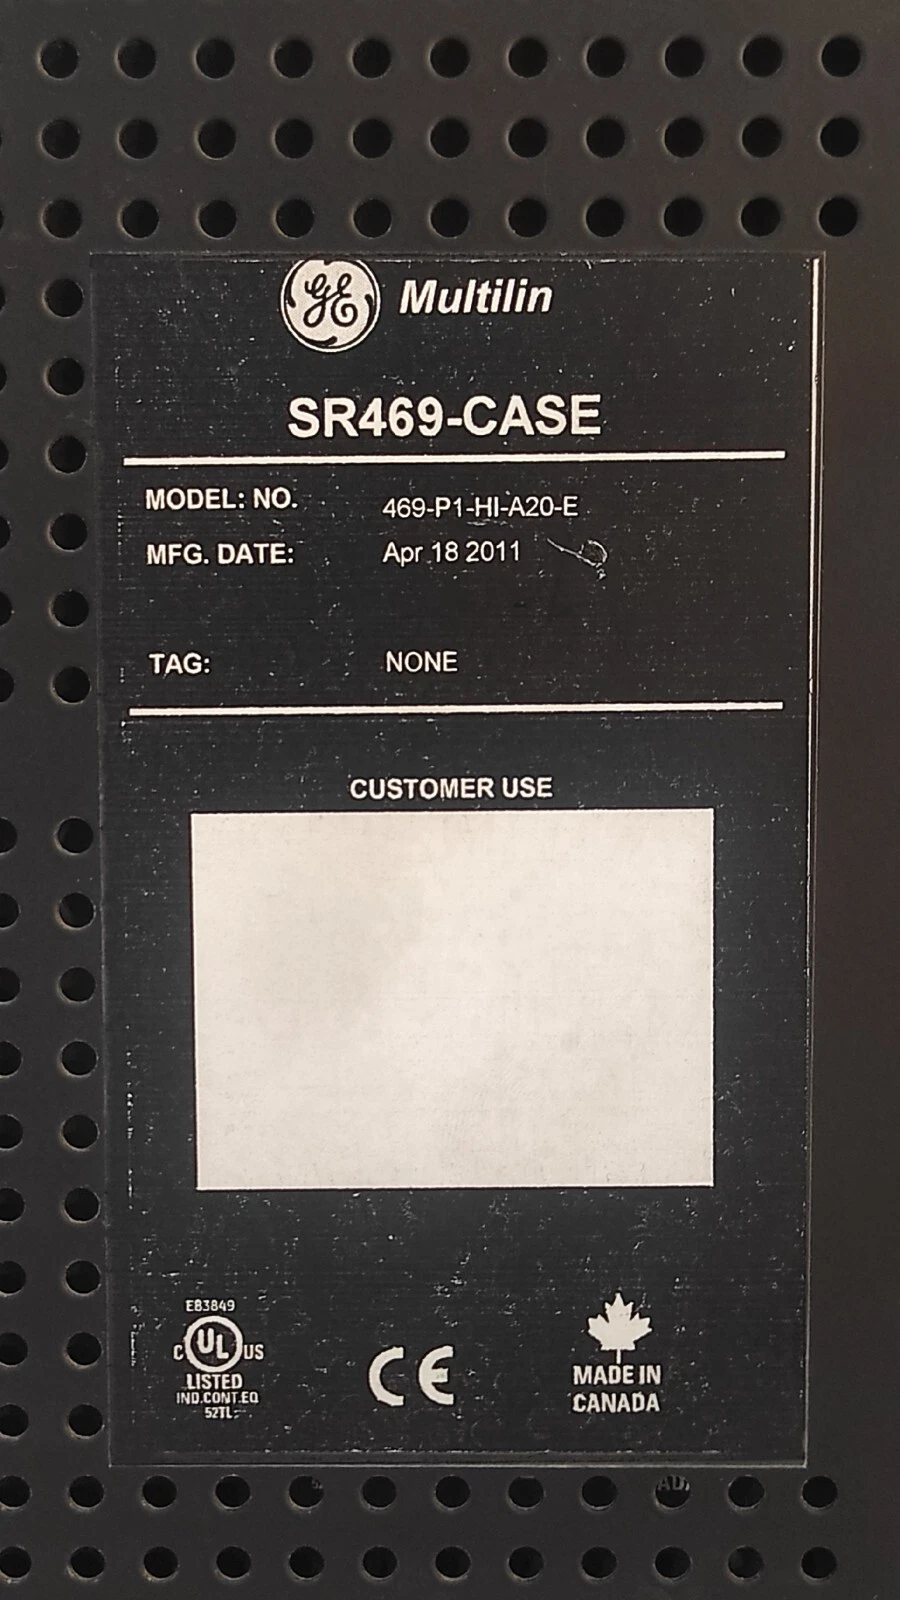 GE Multilin
SR469-CASE
MODEL: NO. 469-P1-HI-A20-E
MFG. DATE: Apr 18 2011
TAG: NONE
CUSTOMER USE
E83849
C UL US
LISTED
IND.CONT.EQ
52TL
CE
MADE IN
CANADA